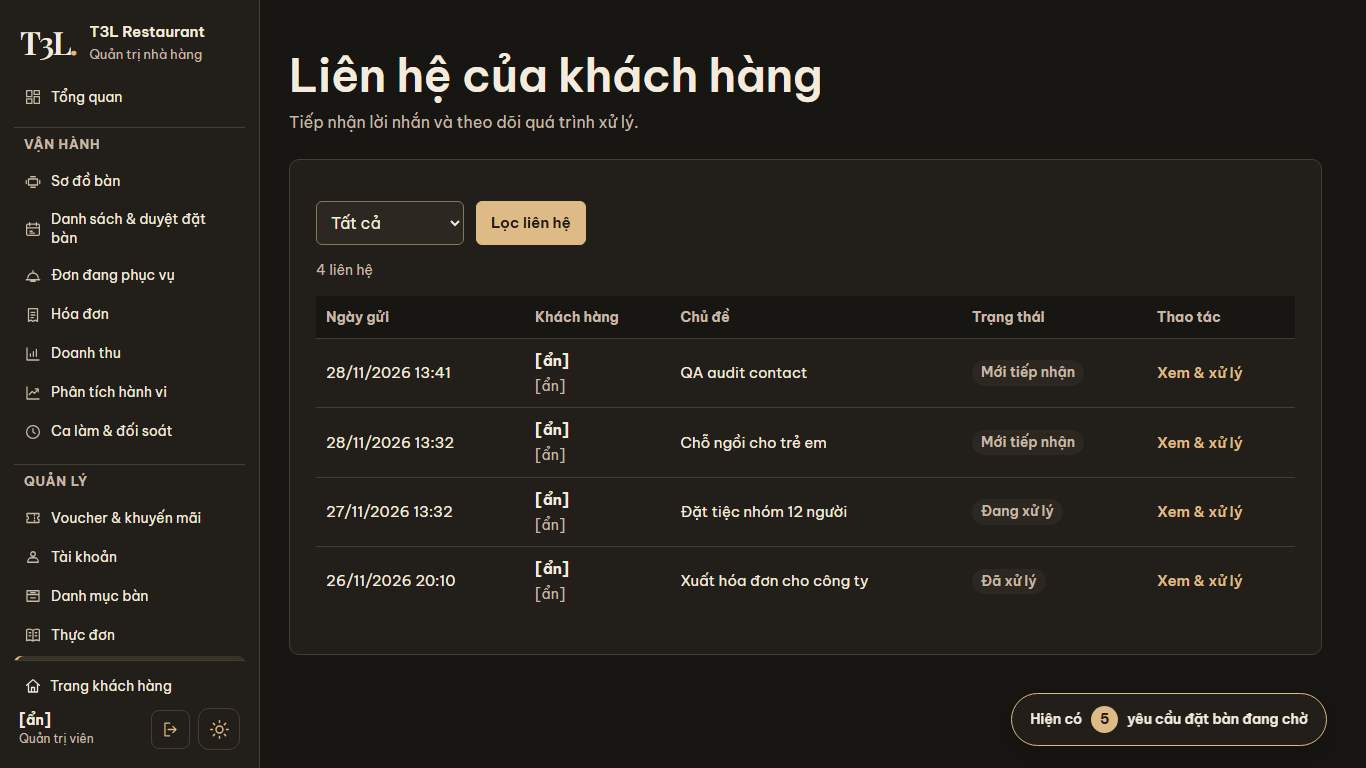 T3L.
T3L Restaurant
Quản trị nhà hàng
Tổng quan
VẬN HÀNH
Sơ đồ bàn
Danh sách & duyệt đặt
bàn
Đơn đang phục vụ
Hóa đơn
Doanh thu
Phân tích hành vi
Ca làm & đối soát
QUẢN LÝ
Voucher & khuyến mãi
Tài khoản
Danh mục bàn
Thực đơn
Trang khách hàng
[ẩn]
Quản trị viên
Liên hệ của khách hàng
Tiếp nhận lời nhắn và theo dõi quá trình xử lý.
Tất cả
Lọc liên hệ
4 liên hệ
Ngày gửi Khách hàng Chủ đề Trạng thái Thao tác
28/11/2026 13:41 [ẩn] QA audit contact Mới tiếp nhận Xem & xử lý
[ẩn]
28/11/2026 13:32 [ẩn] Chỗ ngồi cho trẻ em Mới tiếp nhận Xem & xử lý
[ẩn]
27/11/2026 13:32 [ẩn] Đặt tiệc nhóm 12 người Đang xử lý Xem & xử lý
[ẩn]
26/11/2026 20:10 [ẩn] Xuất hóa đơn cho công ty Đã xử lý Xem & xử lý
[ẩn]
Hiện có 5 yêu cầu đặt bàn đang chờ